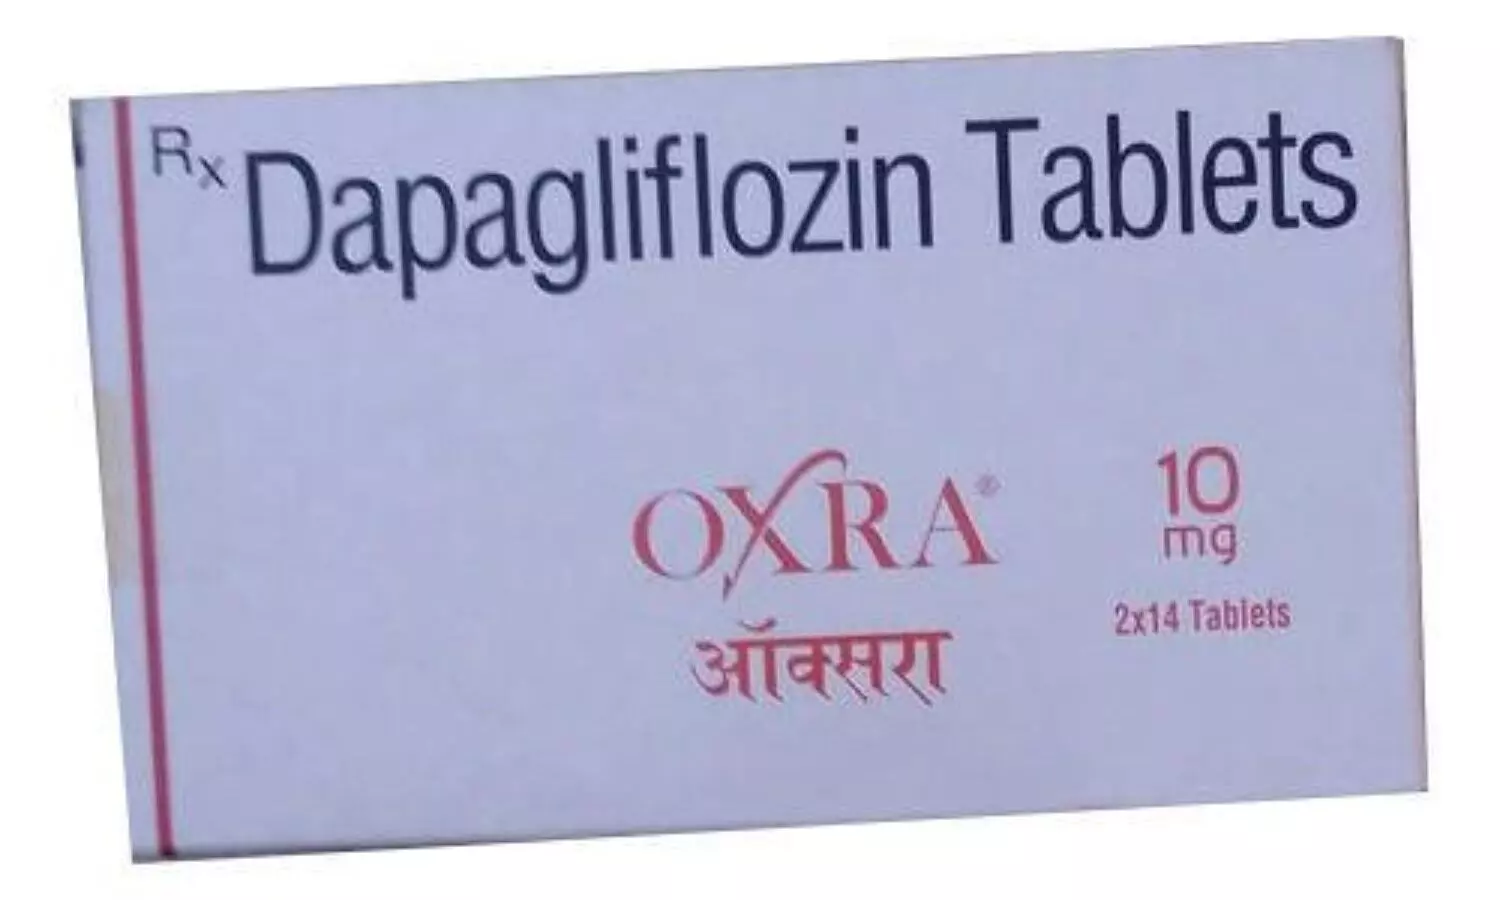 Rx Dapagliflozin Tablets
OXRA®
ऑक्सरा
10
mg
2x14 Tablets